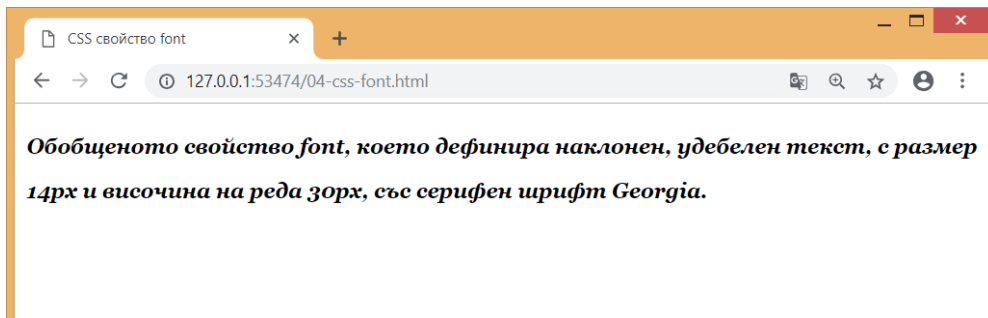 CSS свойство font
127.0.0.1:53474/04-css-font.html
Обобщеното свойство font, което дефинира наклонен, удебелен текст, с размер
14px и височина на реда 30px, със серифен шрифт Georgia.